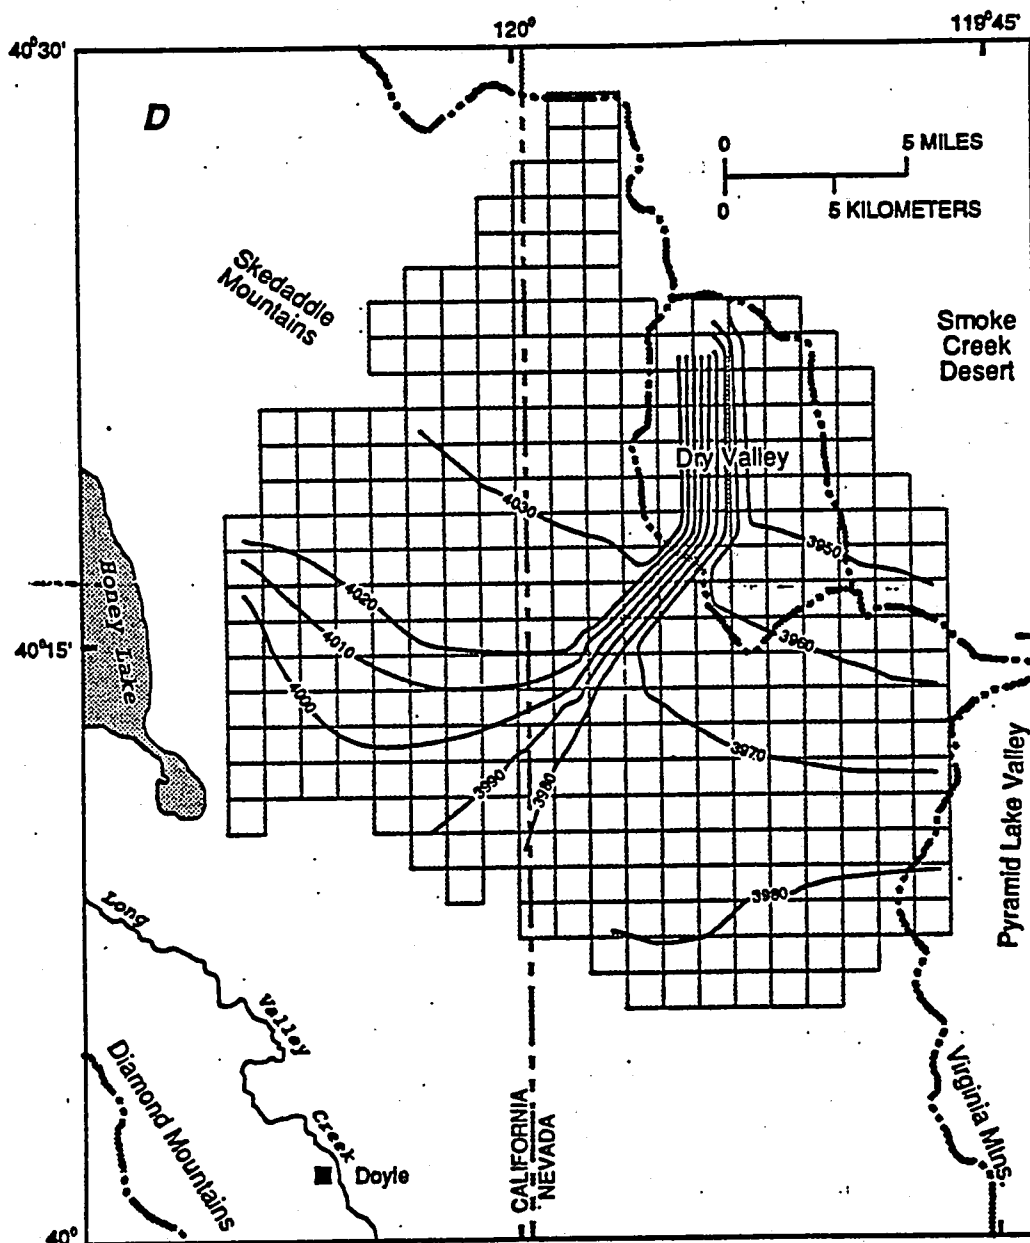 120°
119°45'
40°30'
D
0
5 MILES
0
5 KILOMETERS
Skedaddle
Mountains
Smoke
Creek
Desert
Dry Valley
4030
3950
Honey Lake
4020
4010
3960
40°15'
4000
3970
3990
3980
Pyramid Lake Valley
3980
Long
Valley
Creek
Diamond Mountains
Virginia Mtns.
CALIFORNIA
NEVADA
Doyle
40°